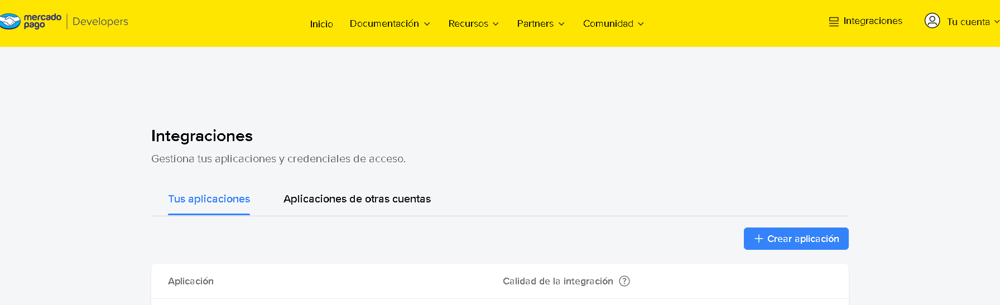 mercado pago | Developers
Inicio
Documentación
Recursos
Partners
Comunidad
Integraciones
Tu cuenta
Integraciones
Gestiona tus aplicaciones y credenciales de acceso.
Tus aplicaciones
Aplicaciones de otras cuentas
+ Crear aplicación
Aplicación
Calidad de la integración ?